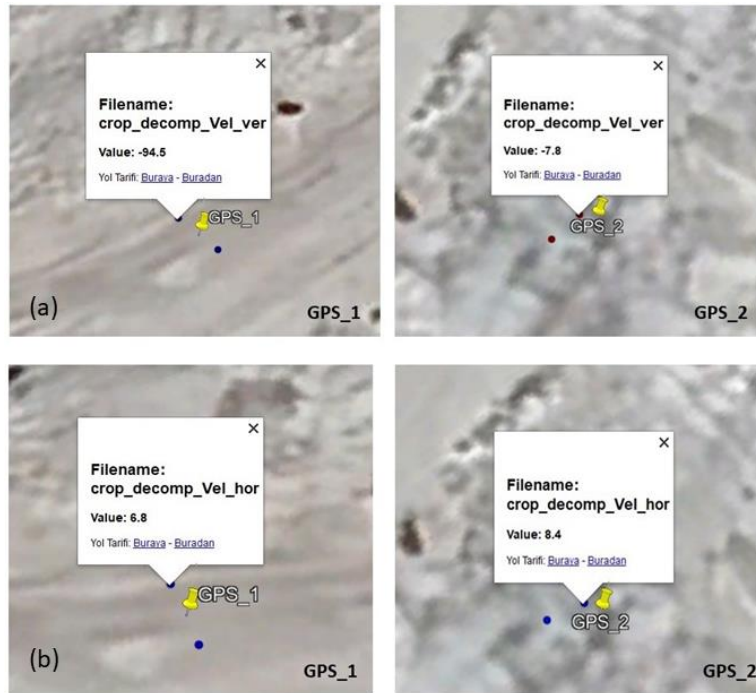 Filename:
crop_decomp_Vel_ver
Value: -94.5
Yol Tarifi: Buraya - Buradan
GPS_1
(a)
GPS_1
Filename:
crop_decomp_Vel_ver
Value: -7.8
Yol Tarifi: Buraya - Buradan
GPS_2
GPS_2
Filename:
crop_decomp_Vel_hor
Value: 6.8
Yol Tarifi: Buraya - Buradan
GPS_1
(b)
GPS_1
Filename:
crop_decomp_Vel_hor
Value: 8.4
Yol Tarifi: Buraya - Buradan
GPS_2
GPS_2